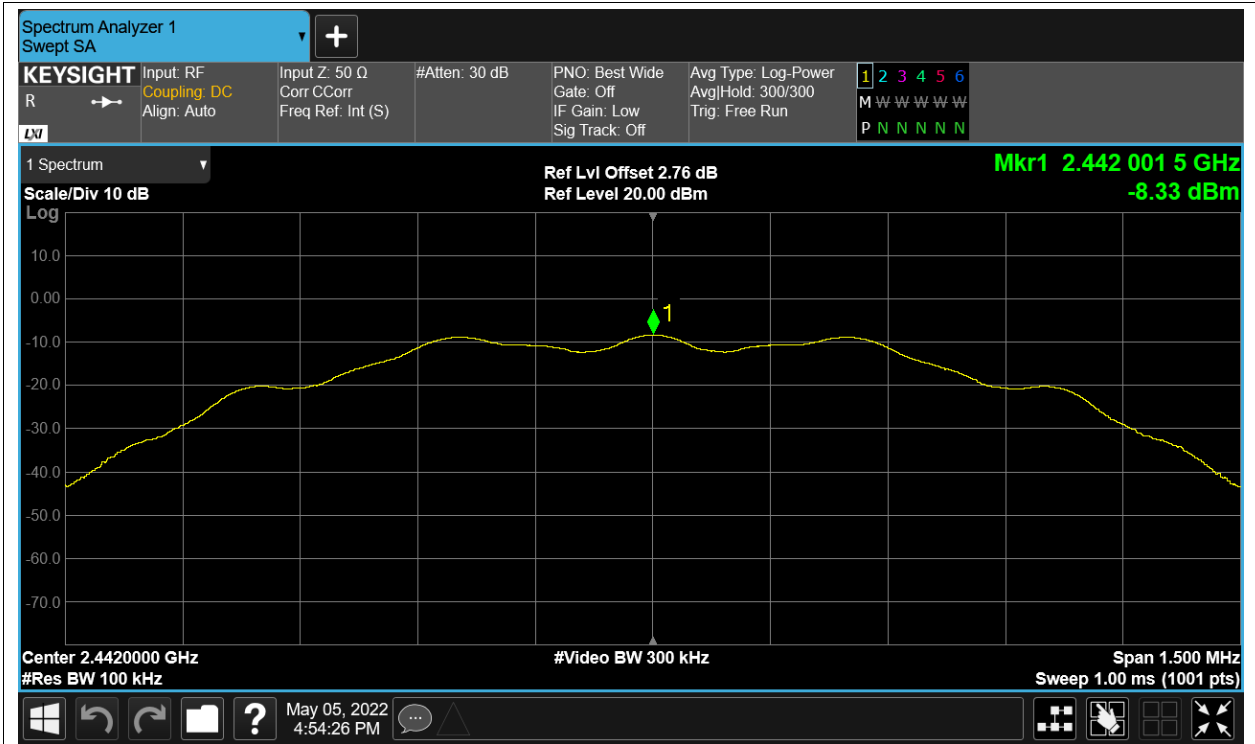 Spectrum Analyzer 1
Swept SA
KEYSIGHT
R
LXI
Input: RF
Coupling: DC
Align: Auto
Input Z: 50 Ω
Corr CCorr
Freq Ref: Int (S)
#Atten: 30 dB
PNO: Best Wide
Gate: Off
IF Gain: Low
Sig Track: Off
Avg Type: Log-Power
Avg|Hold: 300/300
Trig: Free Run
1 2 3 4 5 6
M W W W W W
P N N N N N
1 Spectrum
Scale/Div 10 dB
Log
Ref Lvl Offset 2.76 dB
Ref Level 20.00 dBm
Mkr1 2.442 001 5 GHz
-8.33 dBm
10.0
0.00
1
-10.0
-20.0
-30.0
-40.0
-50.0
-60.0
-70.0
Center 2.4420000 GHz
#Video BW 300 kHz
Span 1.500 MHz
#Res BW 100 kHz
Sweep 1.00 ms (1001 pts)
?
May 05, 2022
4:54:26 PM